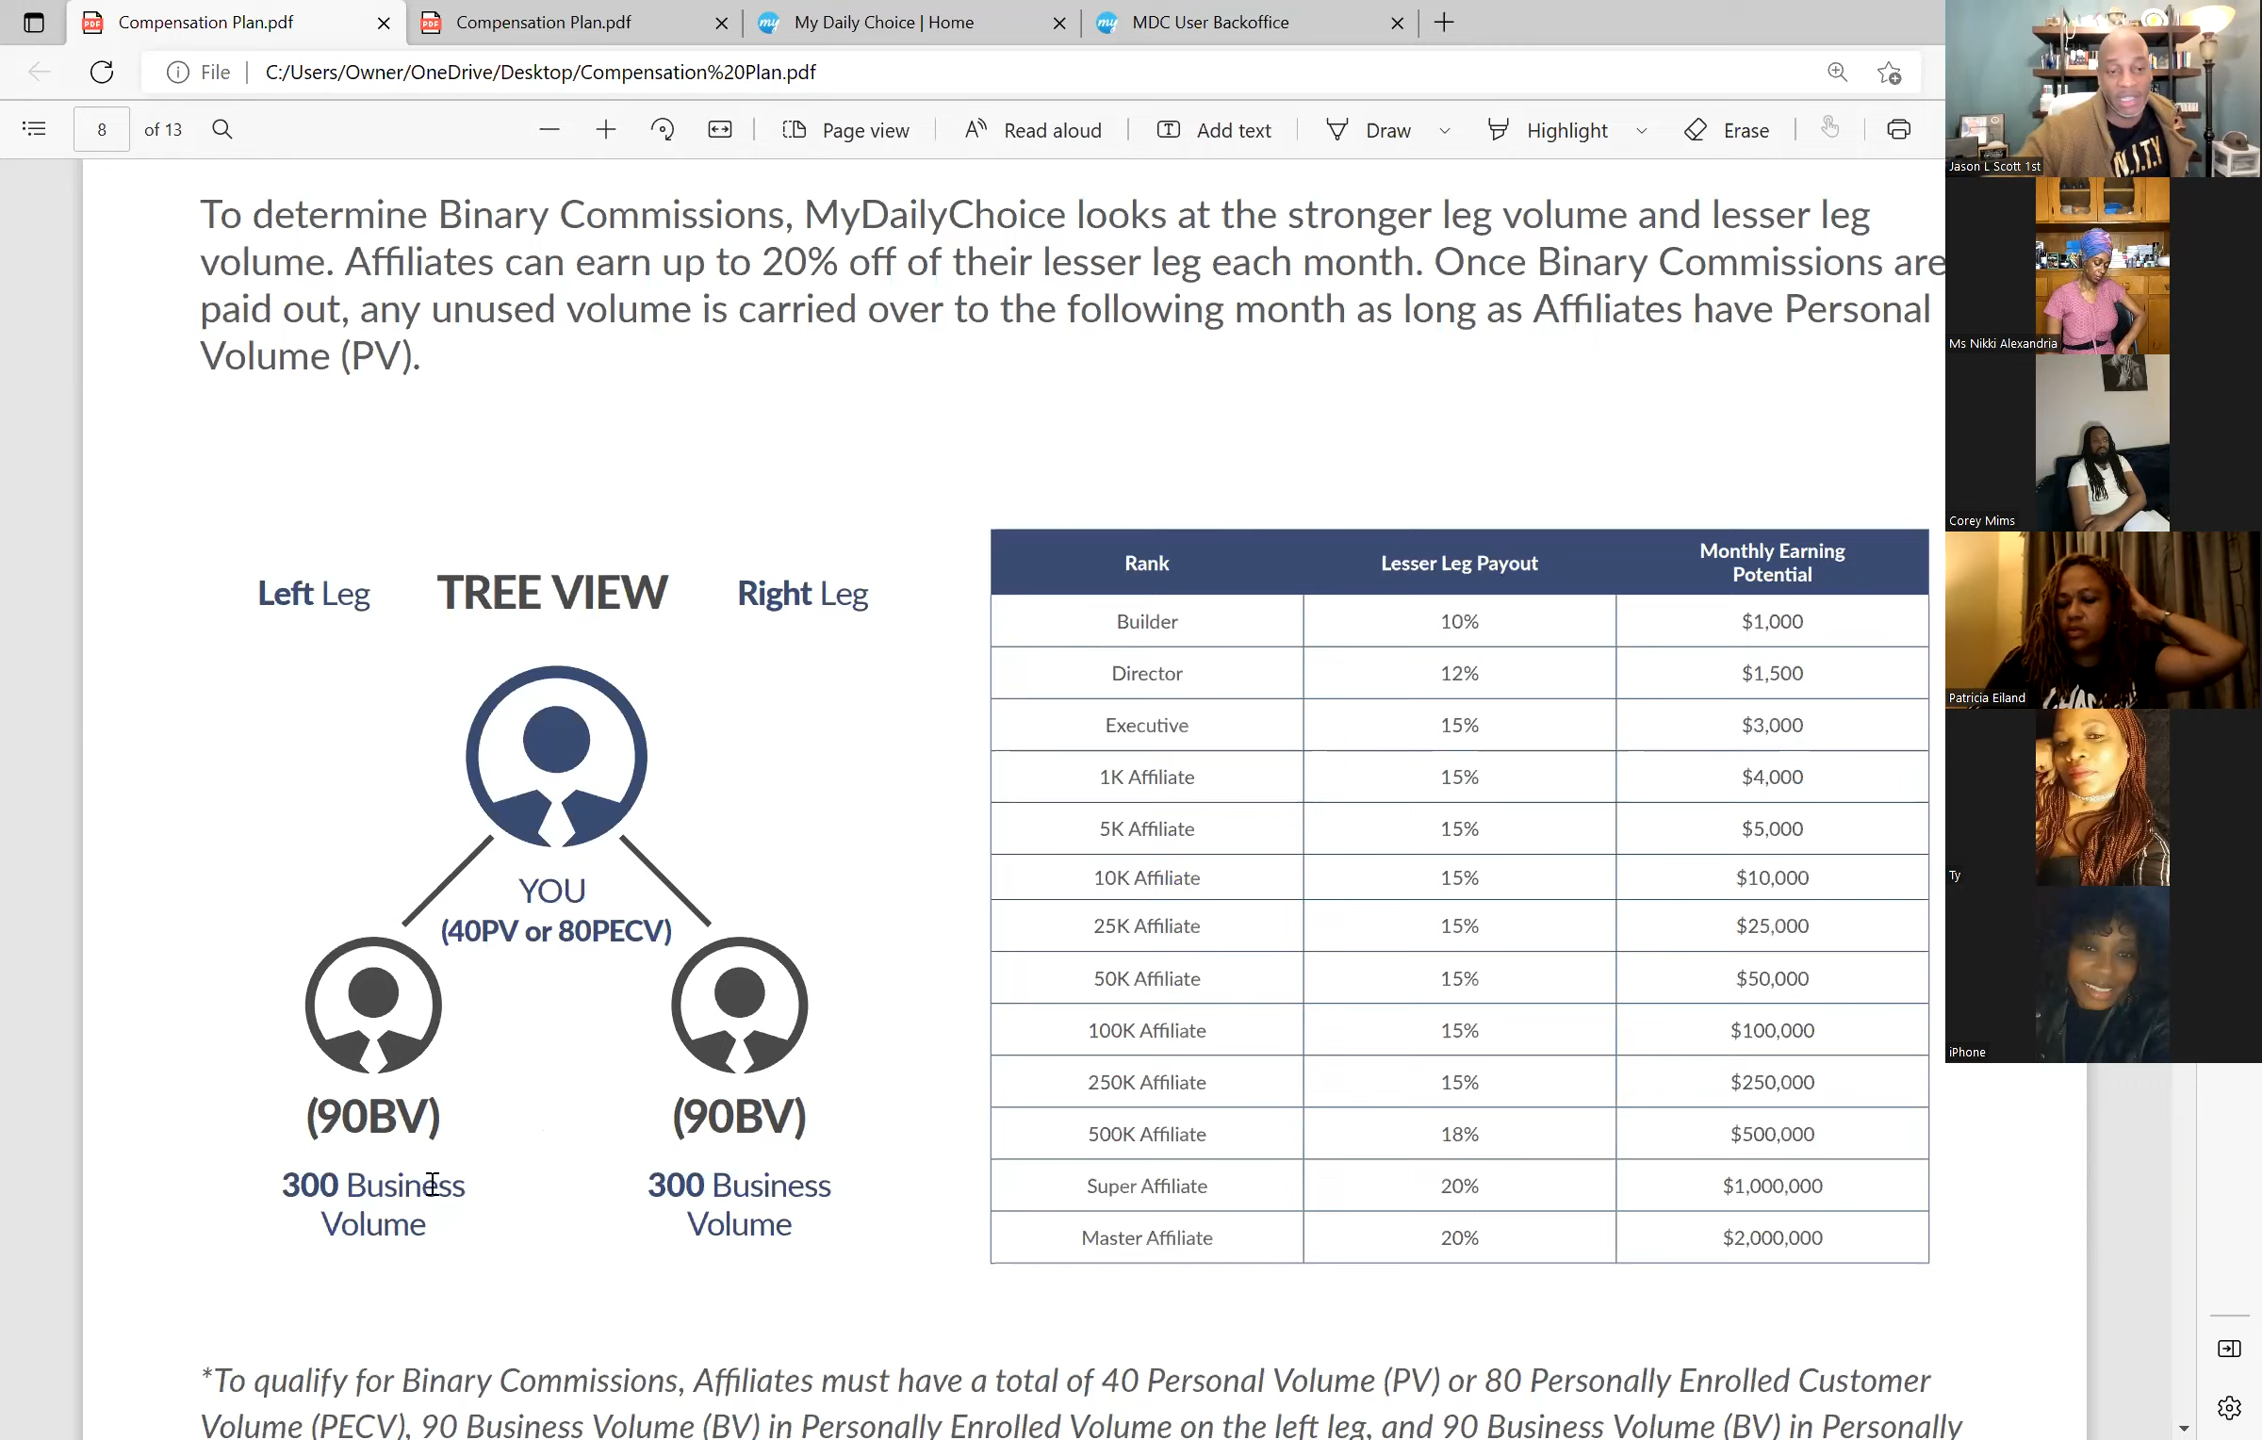 Compensation Plan.pdf
Compensation Plan.pdf
My Daily Choice | Home
MDC User Backoffice
File
C:/Users/Owner/OneDrive/Desktop/Compensation%20Plan.pdf
8 of 13
Page view
Read aloud
Add text
Draw
Highlight
Erase
To determine Binary Commissions, MyDailyChoice looks at the stronger leg volume and lesser leg
volume. Affiliates can earn up to 20% off of their lesser leg each month. Once Binary Commissions are
paid out, any unused volume is carried over to the following month as long as Affiliates have Personal
Volume (PV).
Left Leg
TREE VIEW
Right Leg
YOU
(40PV or 80PECV)
(90BV)
(90BV)
300 Business
Volume
300 Business
Volume
Rank Lesser Leg Payout Monthly Earning
Potential
Builder 10% $1,000
Director 12% $1,500
Executive 15% $3,000
1K Affiliate 15% $4,000
5K Affiliate 15% $5,000
10K Affiliate 15% $10,000
25K Affiliate 15% $25,000
50K Affiliate 15% $50,000
100K Affiliate 15% $100,000
250K Affiliate 15% $250,000
500K Affiliate 18% $500,000
Super Affiliate 20% $1,000,000
Master Affiliate 20% $2,000,000
*To qualify for Binary Commissions, Affiliates must have a total of 40 Personal Volume (PV) or 80 Personally Enrolled Customer
Volume (PECV), 90 Business Volume (BV) in Personally Enrolled Volume on the left leg, and 90 Business Volume (BV) in Personally
Jason L Scott 1st
Ms Nikki Alexandria
Corey Mims
Patricia Eiland
Ty
iPhone